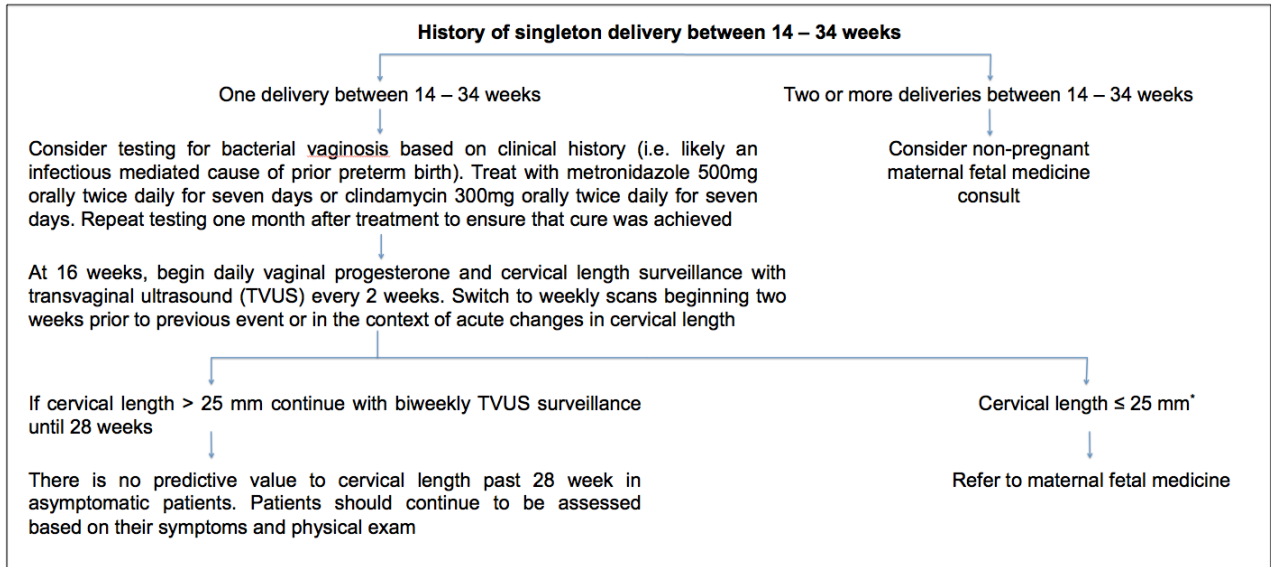 History of singleton delivery between 14 – 34 weeks
One delivery between 14 – 34 weeks
Two or more deliveries between 14 – 34 weeks
Consider testing for bacterial vaginosis based on clinical history (i.e. likely an
infectious mediated cause of prior preterm birth). Treat with metronidazole 500mg
orally twice daily for seven days or clindamycin 300mg orally twice daily for seven
days. Repeat testing one month after treatment to ensure that cure was achieved
Consider non-pregnant
maternal fetal medicine
consult
At 16 weeks, begin daily vaginal progesterone and cervical length surveillance with
transvaginal ultrasound (TVUS) every 2 weeks. Switch to weekly scans beginning two
weeks prior to previous event or in the context of acute changes in cervical length
If cervical length > 25 mm continue with biweekly TVUS surveillance
until 28 weeks
Cervical length ≤ 25 mm*
There is no predictive value to cervical length past 28 week in
asymptomatic patients. Patients should continue to be assessed
based on their symptoms and physical exam
Refer to maternal fetal medicine